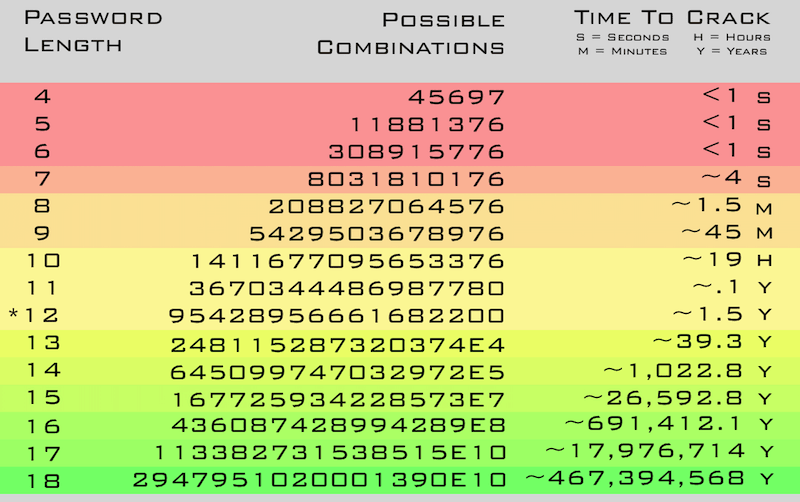 Password Length
Possible Combinations
Time To Crack
S = Seconds H = Hours
M = Minutes Y = Years
4 45697 <1 S
5 11881376 <1 S
6 308915776 <1 S
7 8031810176 ~4 S
8 208827064576 ~1.5 M
9 5429503678976 ~45 M
10 1411677095653376 ~19 H
11 3670344486987780 ~.1 Y
*12 95428956661682200 ~1.5 Y
13 248115287320374E4 ~39.3 Y
14 645099747032972E5 ~1,022.8 Y
15 167725934228573E7 ~26,592.8 Y
16 436087428994289E8 ~691,412.1 Y
17 113382731538515E10 ~17,976,714 Y
18 2947951020001390E10 ~467,394,568 Y